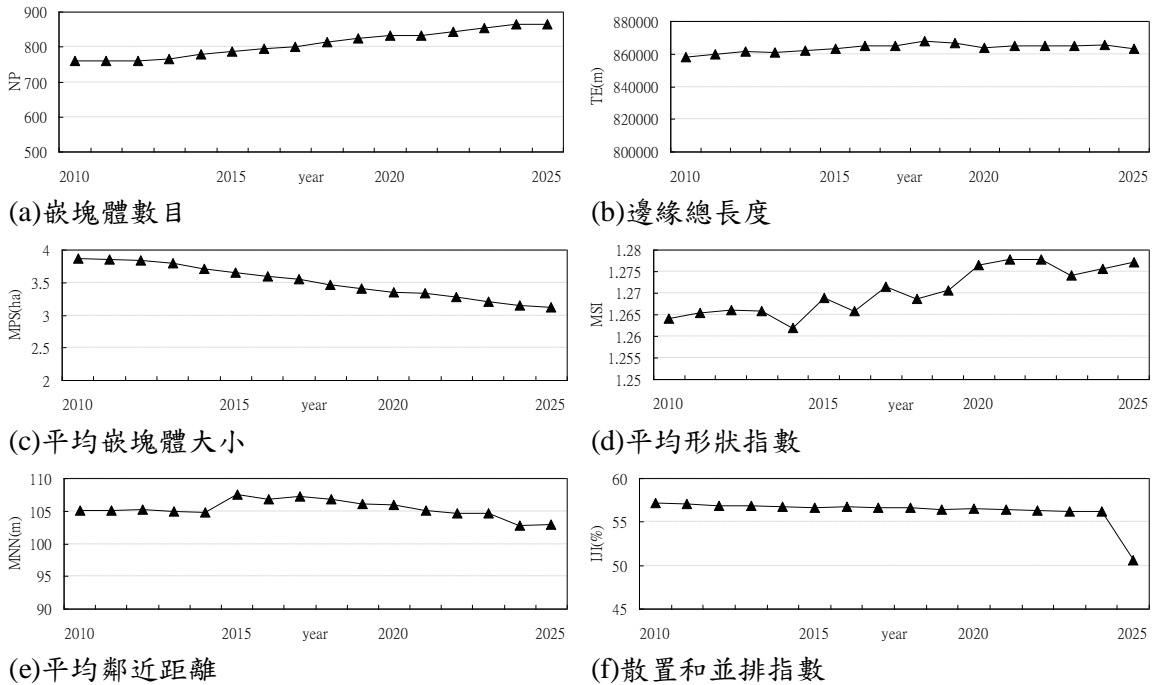 900
800
700
600
500
NP
2010 2015 year 2020 2025
(a)嵌塊體數目
880000
860000
840000
820000
800000
TE(m)
2010 2015 year 2020 2025
(b)邊緣總長度
4
3.5
3
2.5
2
MPS(ha)
2010 2015 year 2020 2025
(c)平均嵌塊體大小
1.28
1.275
1.27
1.265
1.26
1.255
1.25
MSI
2010 2015 year 2020 2025
(d)平均形狀指數
110
105
100
95
90
MNN(m)
2010 2015 year 2020 2025
(e)平均鄰近距離
60
55
50
45
IJI(%)
2010 2015 year 2020 2025
(f)散置和並排指數